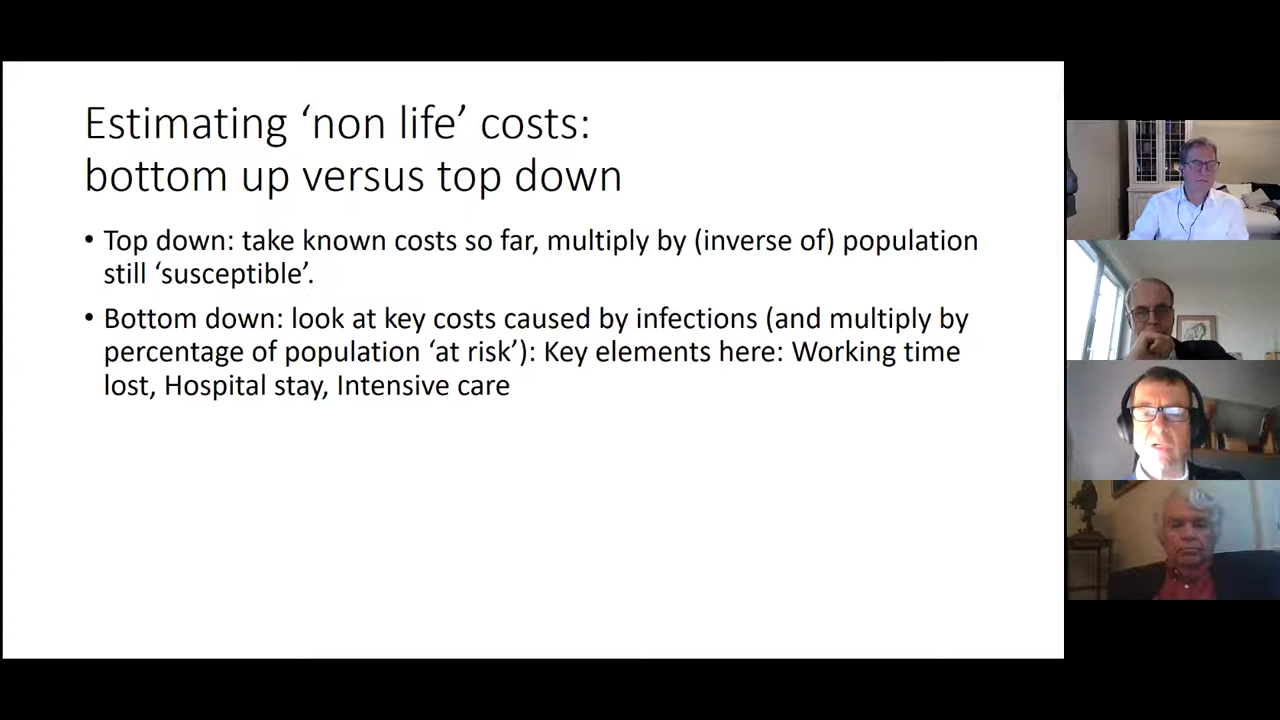 Estimating ‘non life’ costs:
bottom up versus top down
• Top down: take known costs so far, multiply by (inverse of) population
still ‘susceptible’.
• Bottom down: look at key costs caused by infections (and multiply by
percentage of population ‘at risk’): Key elements here: Working time
lost, Hospital stay, Intensive care